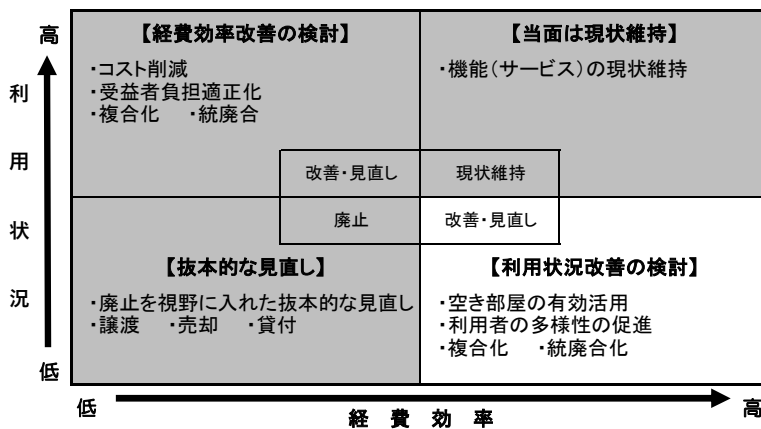 高
利
用
状
況
低
【経費効率改善の検討】
・コスト削減
・受益者負担適正化
・複合化　・統廃合
改善・見直し
【当面は現状維持】
・機能（サービス）の現状維持
現状維持
廃止
【抜本的な見直し】
・廃止を視野に入れた抜本的な見直し
・譲渡　・売却　・貸付
改善・見直し
【利用状況改善の検討】
・空き部屋の有効活用
・利用者の多様性の促進
・複合化　・統廃合化
低
経 費 効 率
高